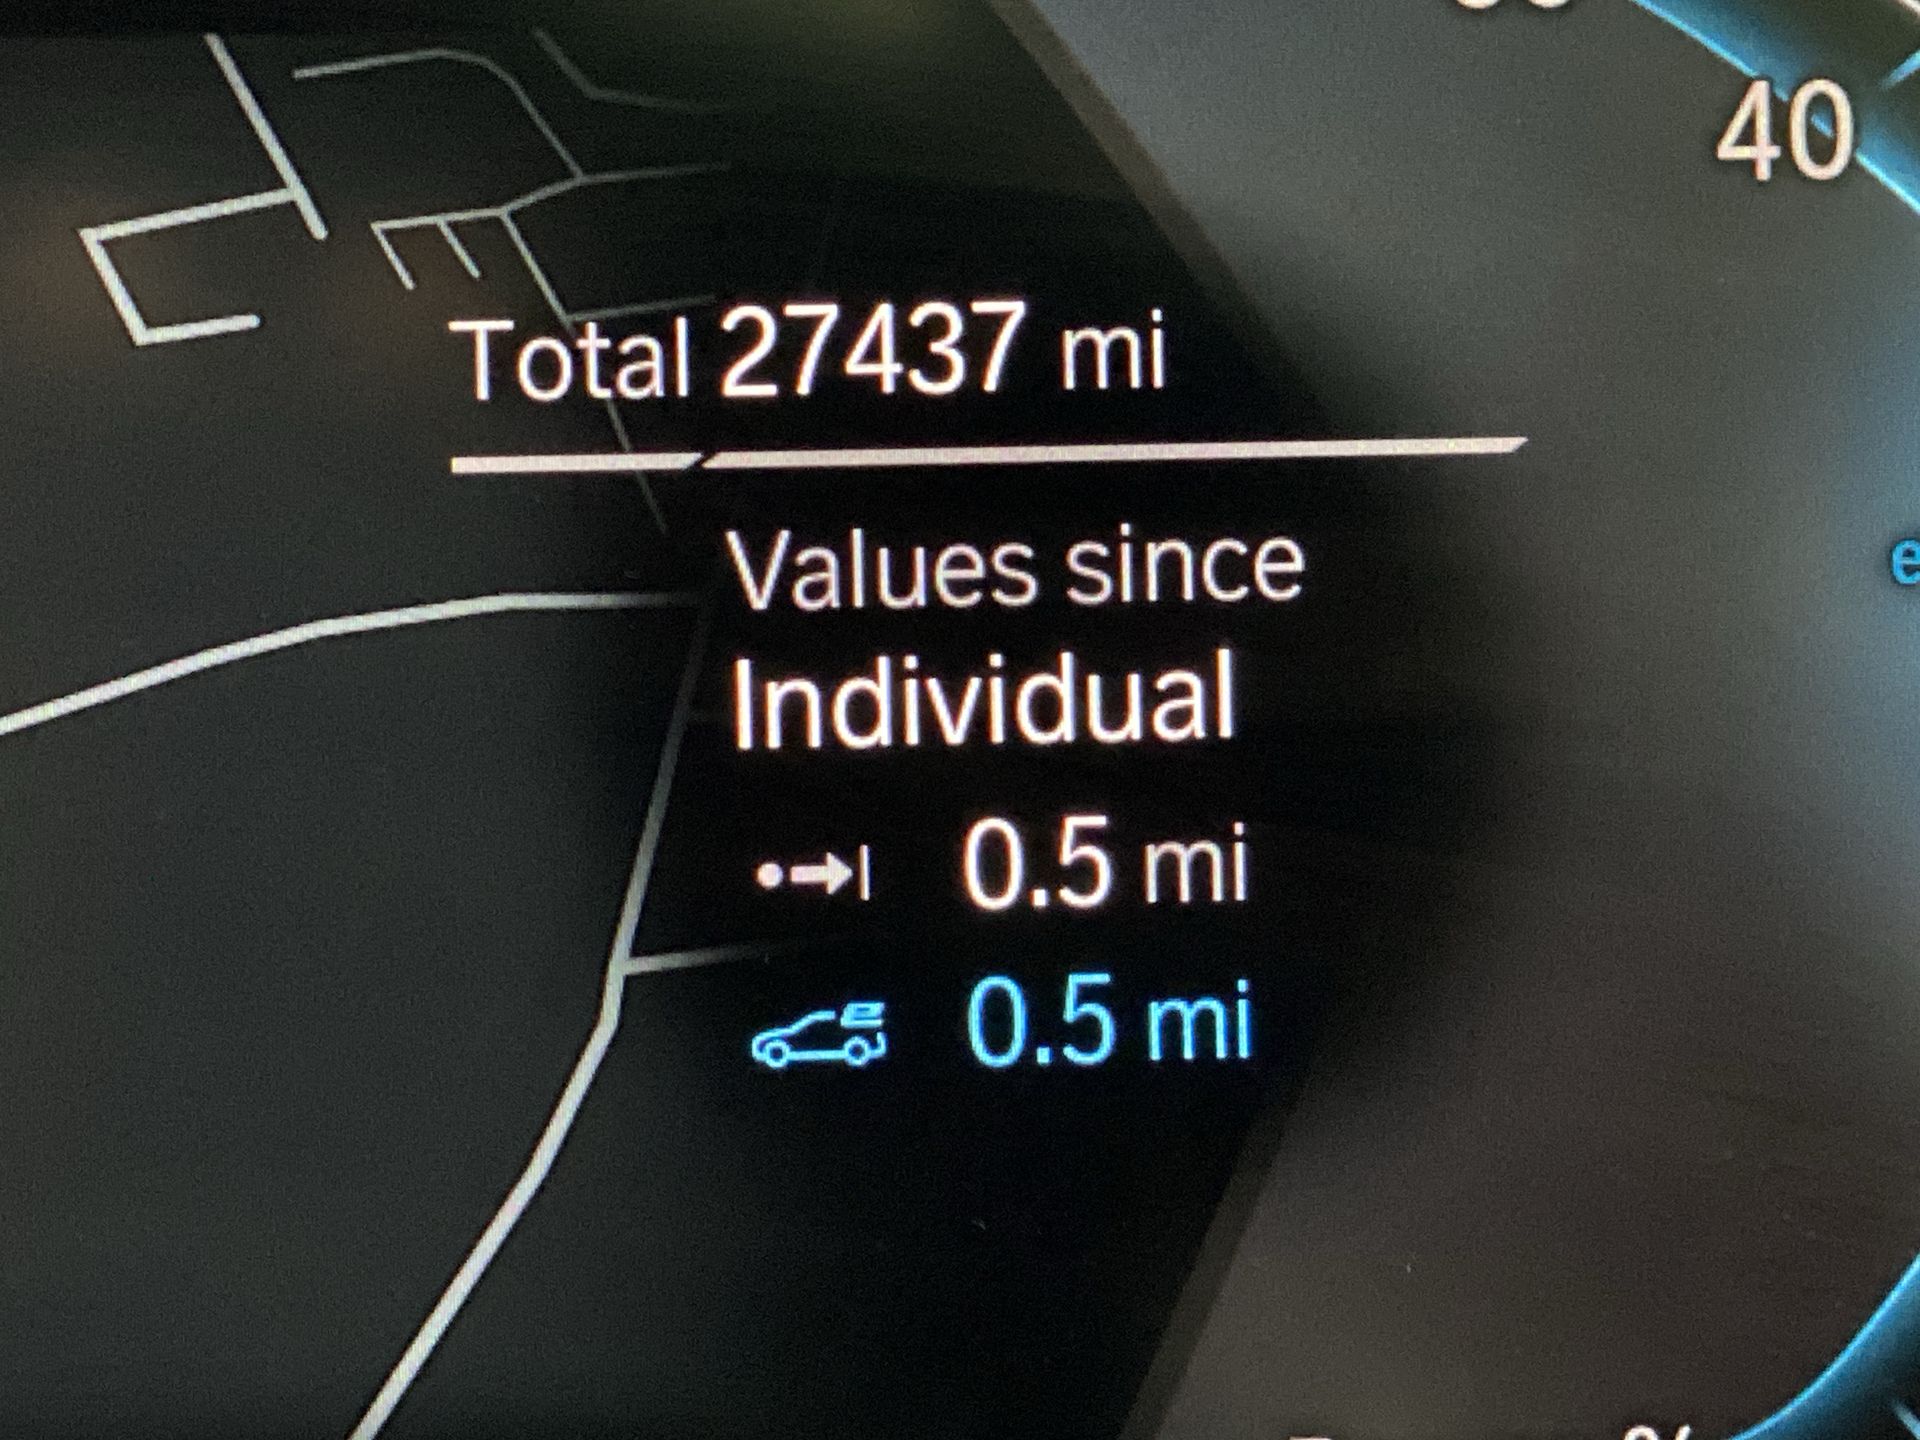 40
Total 27437 mi
Values since
Individual
0.5 mi
0.5 mi
e